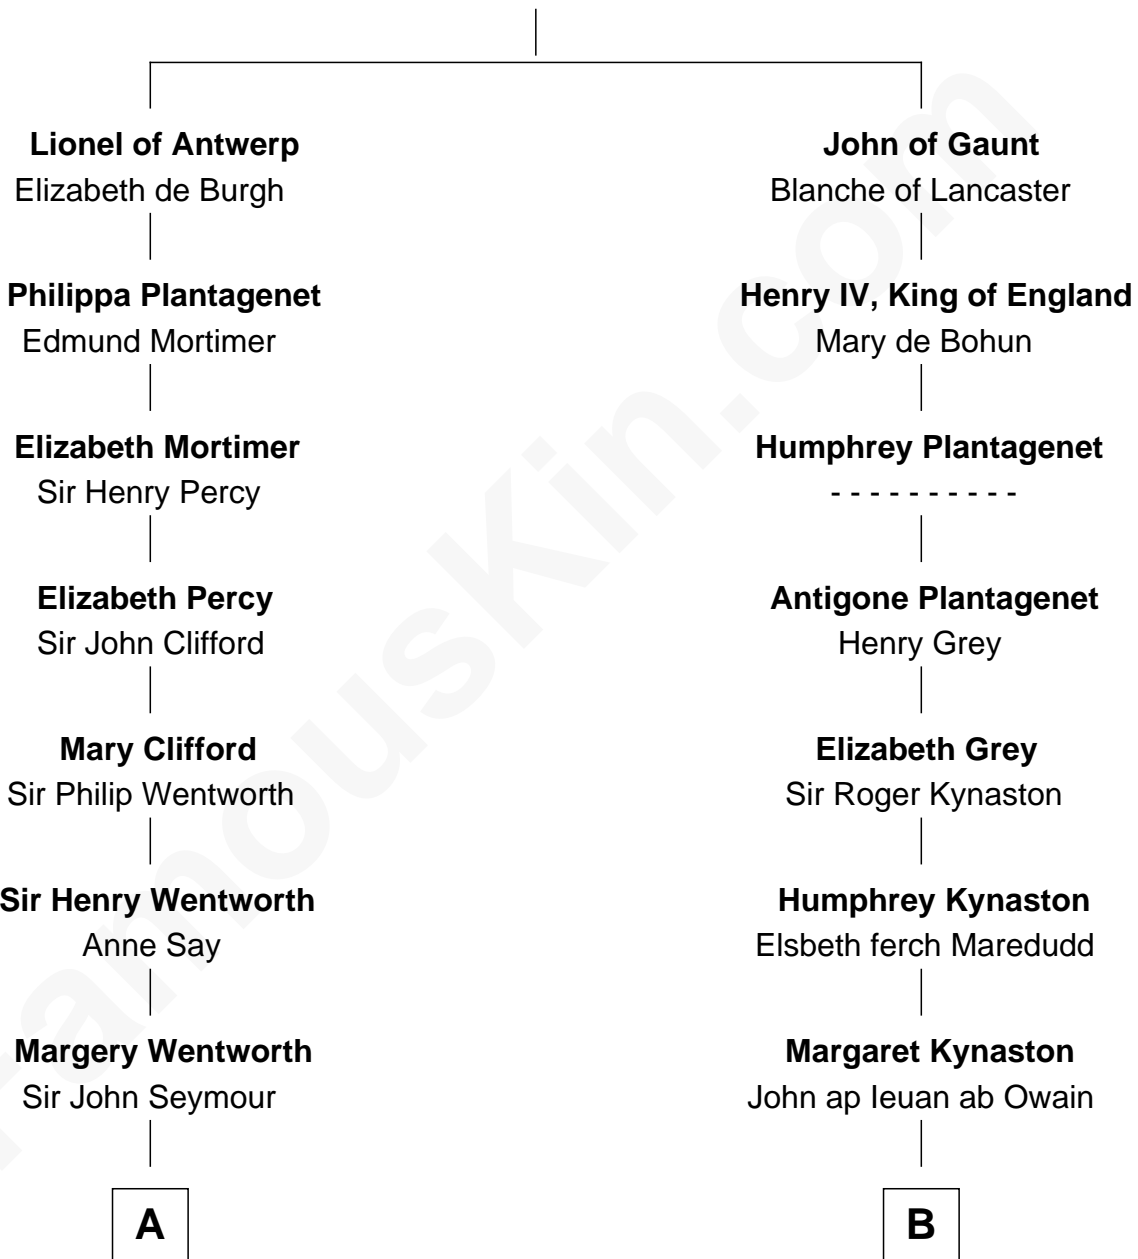 Lionel of Antwerp
Elizabeth de Burgh
Philippa Plantagenet
Edmund Mortimer
Elizabeth Mortimer
Sir Henry Percy
Elizabeth Percy
Sir John Clifford
Mary Clifford
Sir Philip Wentworth
Sir Henry Wentworth
Anne Say
Margery Wentworth
Sir John Seymour
A
John of Gaunt
Blanche of Lancaster
Henry IV, King of England
Mary de Bohun
Humphrey Plantagenet
- - - - - - - - - -
Antigone Plantagenet
Henry Grey
Elizabeth Grey
Sir Roger Kynaston
Humphrey Kynaston
Elsbeth ferch Maredudd
Margaret Kynaston
John ap Ieuan ab Owain
B
FamousKin.com